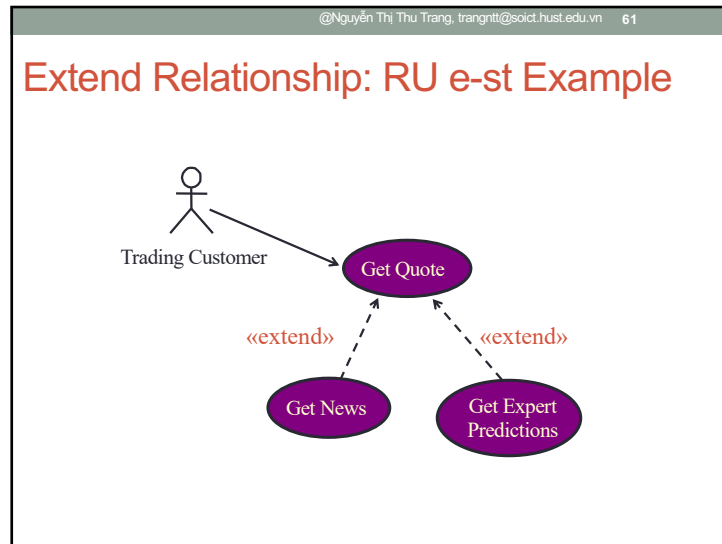 @Nguyễn Thị Thu Trang, trangntt@soict.hust.edu.vn 61
Extend Relationship: RU e-st Example
Trading Customer
Get Quote
«extend» «extend»
Get News
Get Expert
Predictions